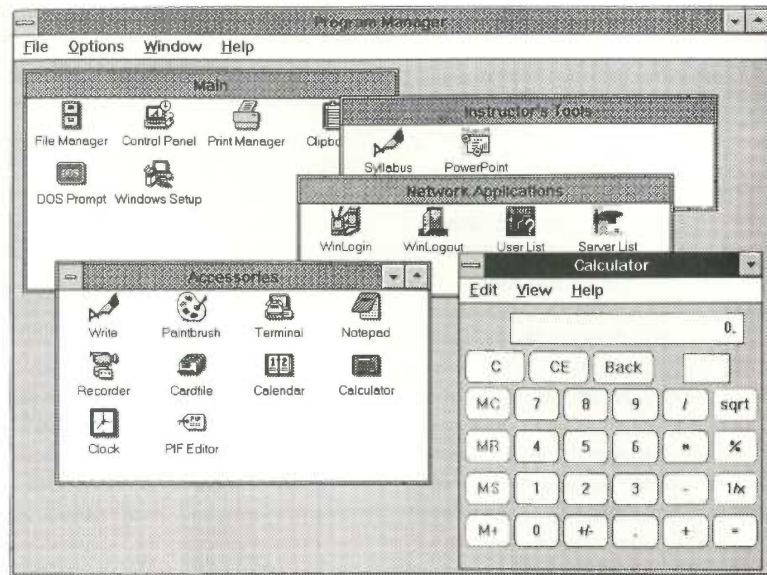 Program Manager
File Options Window Help
Main
File Manager Control Panel Print Manager Clipbo
DOS Prompt Windows Setup
DOS
Instructor's Tools
Syllabus PowerPoint
Network Applications
WinLogin WinLogout User List Server List
Accessories
Write Paintbrush Terminal Notepad
Recorder Cardfile Calendar Calculator
Clock PIF Editor
Calculator
Edit View Help
0.
C CE Back
MC 7 8 9 / sqrt
MR 4 5 6 * %
MS 1 2 3 - 1/x
M+ 0 +/- . + =